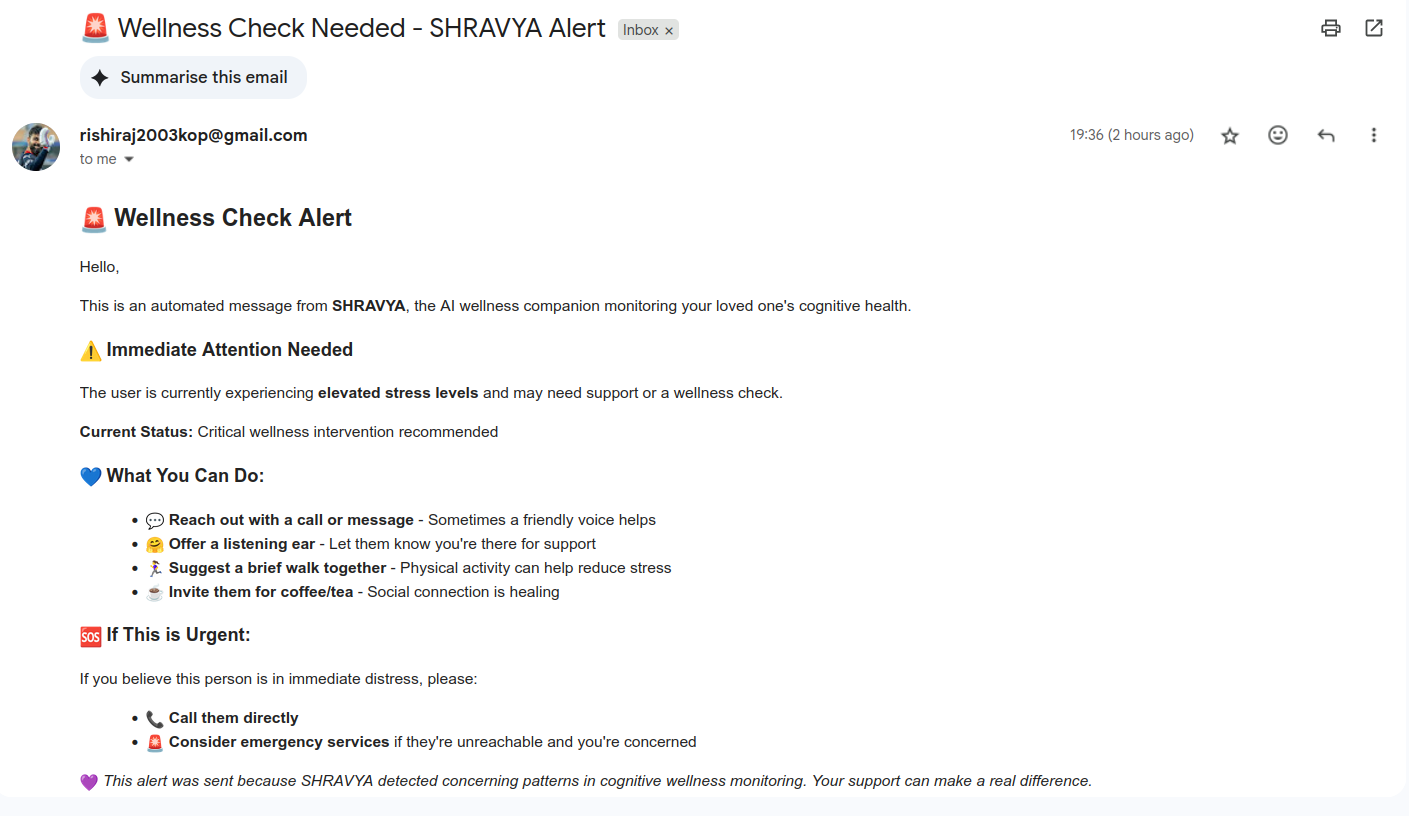 🚨 Wellness Check Needed - SHRAVYA Alert Inbox ×
Summarise this email
rishiraj2003kop@gmail.com 19:36 (2 hours ago)
to me
🚨 Wellness Check Alert
Hello,
This is an automated message from SHRAVYA, the AI wellness companion monitoring your loved one's cognitive health.
⚠️ Immediate Attention Needed
The user is currently experiencing elevated stress levels and may need support or a wellness check.
Current Status: Critical wellness intervention recommended
💙 What You Can Do:
• 💬 Reach out with a call or message - Sometimes a friendly voice helps
• 🤗 Offer a listening ear - Let them know you're there for support
• 🏃‍♀️ Suggest a brief walk together - Physical activity can help reduce stress
• ☕ Invite them for coffee/tea - Social connection is healing
🆘 If This is Urgent:
If you believe this person is in immediate distress, please:
• 📞 Call them directly
• 🚨 Consider emergency services if they're unreachable and you're concerned
💜 This alert was sent because SHRAVYA detected concerning patterns in cognitive wellness monitoring. Your support can make a real difference.